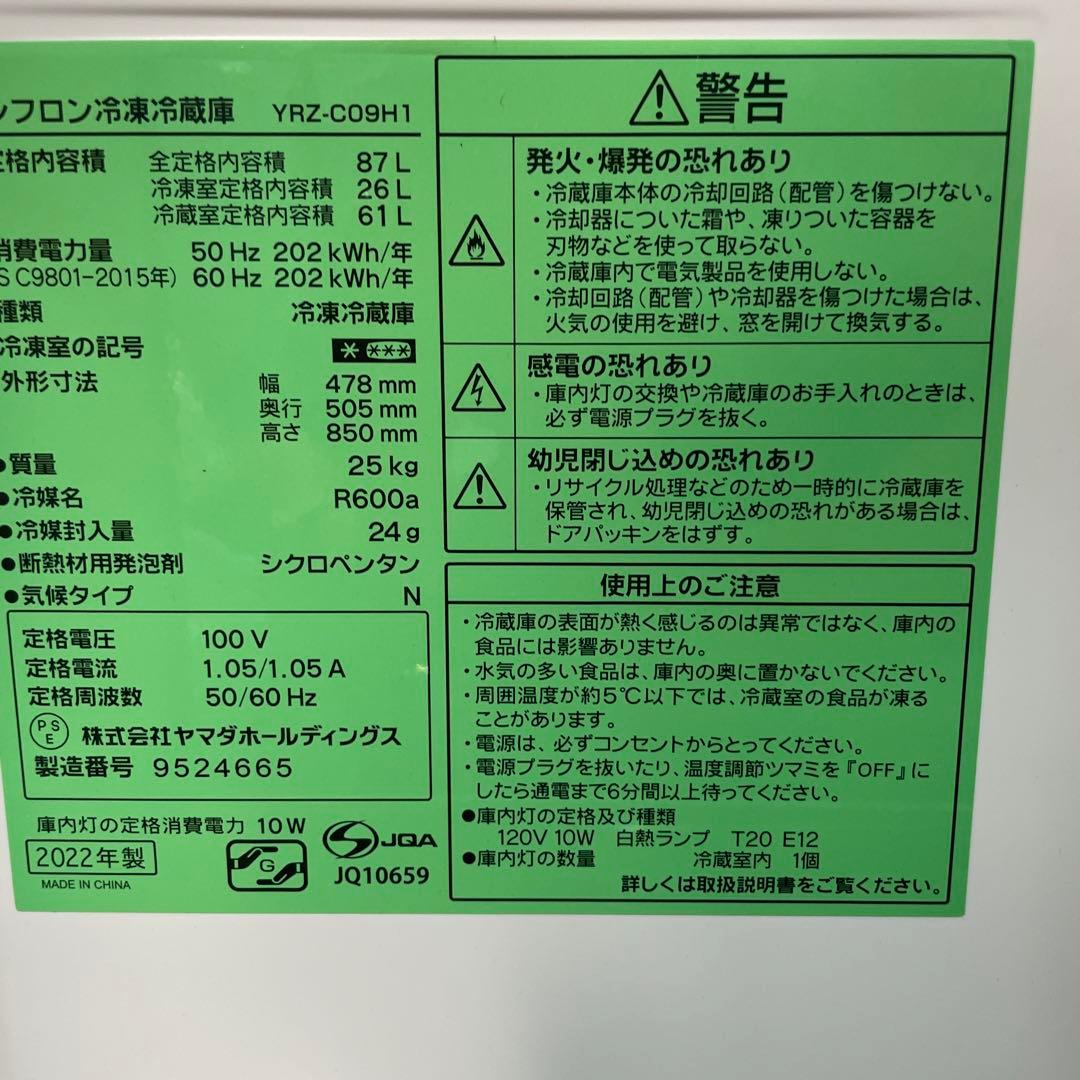 ンフロン冷凍冷蔵庫 YRZ-C09H1
定格内容積 全定格内容積 87 L
冷凍室定格内容積 26 L
冷蔵室定格内容積 61 L
消費電力量 50 Hz 202 kWh/年
S C9801-2015年) 60 Hz 202 kWh/年
種類 冷凍冷蔵庫
冷凍室の記号 * ***
外形寸法 幅 478 mm
奥行 505 mm
高さ 850 mm
●質量 25 kg
●冷媒名 R600a
●冷媒封入量 24 g
●断熱材用発泡剤 シクロペンタン
●気候タイプ N
定格電圧 100 V
定格電流 1.05/1.05 A
定格周波数 50/60 Hz
PSE 株式会社ヤマダホールディングス
製造番号 9524665
庫内灯の定格消費電力 10 W
2022年製
MADE IN CHINA
G
JQA
JQ10659
警告
発火・爆発の恐れあり
・冷蔵庫本体の冷却回路(配管)を傷つけない。
・冷却器についた霜や、凍りついた容器を
刃物などを使って取らない。
・冷蔵庫内で電気製品を使用しない。
・冷却回路(配管)や冷却器を傷つけた場合は、
火気の使用を避け、窓を開けて換気する。
感電の恐れあり
・庫内灯の交換や冷蔵庫のお手入れのときは、
必ず電源プラグを抜く。
幼児閉じ込めの恐れあり
・リサイクル処理などのため一時的に冷蔵庫を
保管され、幼児閉じ込めの恐れがある場合は、
ドアパッキンをはずす。
使用上のご注意
・冷蔵庫の表面が熱く感じるのは異常ではなく、庫内の
食品には影響ありません。
・水気の多い食品は、庫内の奥に置かないでください。
・周囲温度が約5℃以下では、冷蔵室の食品が凍る
ことがあります。
・電源は、必ずコンセントからとってください。
・電源プラグを抜いたり、温度調節ツマミを『OFF』に
したら通電まで6分間以上待ってください。
●庫内灯の定格及び種類
120V 10W 白熱ランプ T20 E12
●庫内灯の数量 冷蔵室内 1個
詳しくは取扱説明書をご覧ください。